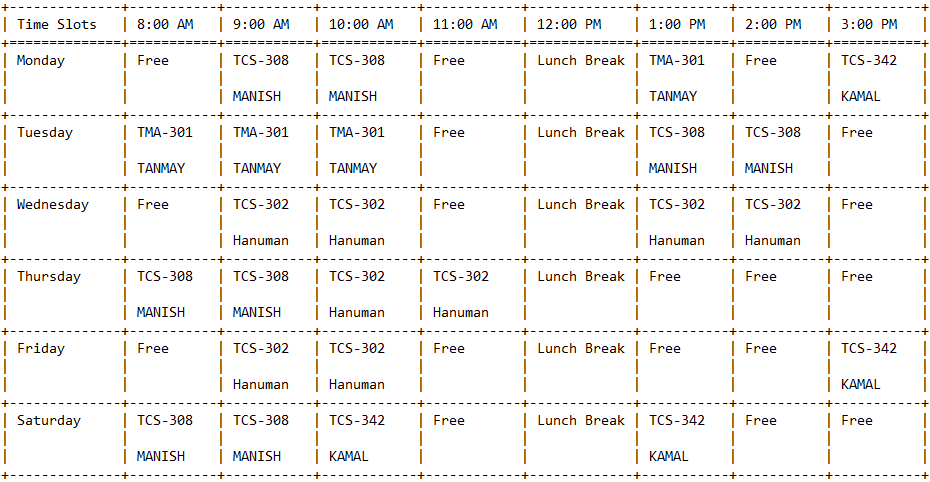 Time Slots 8:00 AM 9:00 AM 10:00 AM 11:00 AM 12:00 PM 1:00 PM 2:00 PM 3:00 PM
Monday Free TCS-308 TCS-308 Free Lunch Break TMA-301 Free TCS-342
MANISH MANISH TANMAY KAMAL
Tuesday TMA-301 TMA-301 TMA-301 Free Lunch Break TCS-308 TCS-308 Free
TANMAY TANMAY TANMAY MANISH MANISH
Wednesday Free TCS-302 TCS-302 Free Lunch Break TCS-302 TCS-302 Free
Hanuman Hanuman Hanuman Hanuman
Thursday TCS-308 TCS-308 TCS-302 TCS-302 Lunch Break Free Free Free
MANISH MANISH Hanuman Hanuman
Friday Free TCS-302 TCS-302 Free Lunch Break Free Free TCS-342
Hanuman Hanuman KAMAL
Saturday TCS-308 TCS-308 TCS-342 Free Lunch Break TCS-342 Free Free
MANISH MANISH KAMAL KAMAL